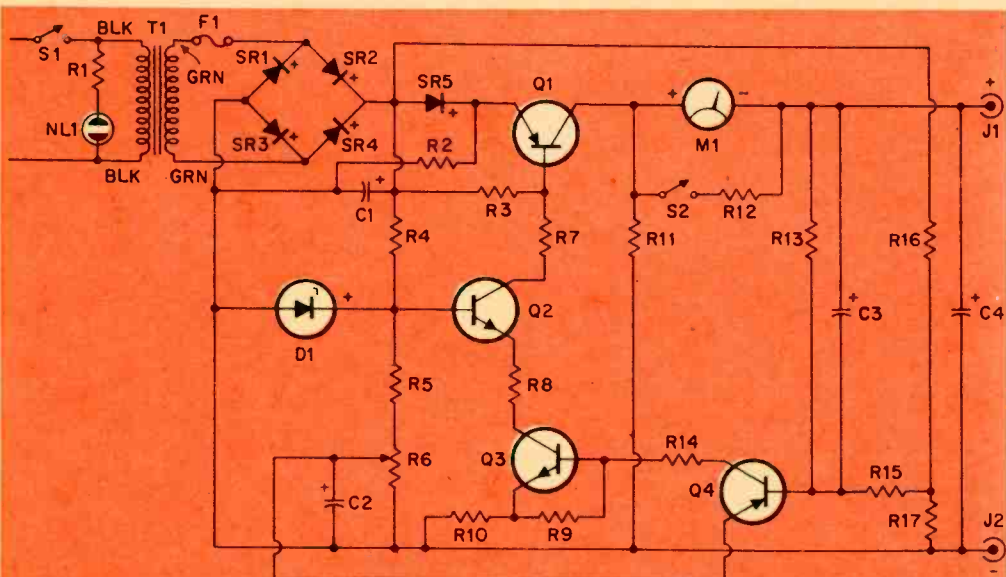 BLK T1 F1
S1
R1
GRN
SR1 SR2
NL1
SR3 SR4
BLK GRN
SR5
Q1
+ -
M1
+
J1
R2
C1
R3
S2 R12
R4
R7
R11
R13
R16
D1
Q2
C3
C4
R5
R8
R6
Q3
R14
Q4
R15
C2
R10 R9
R17
J2
-